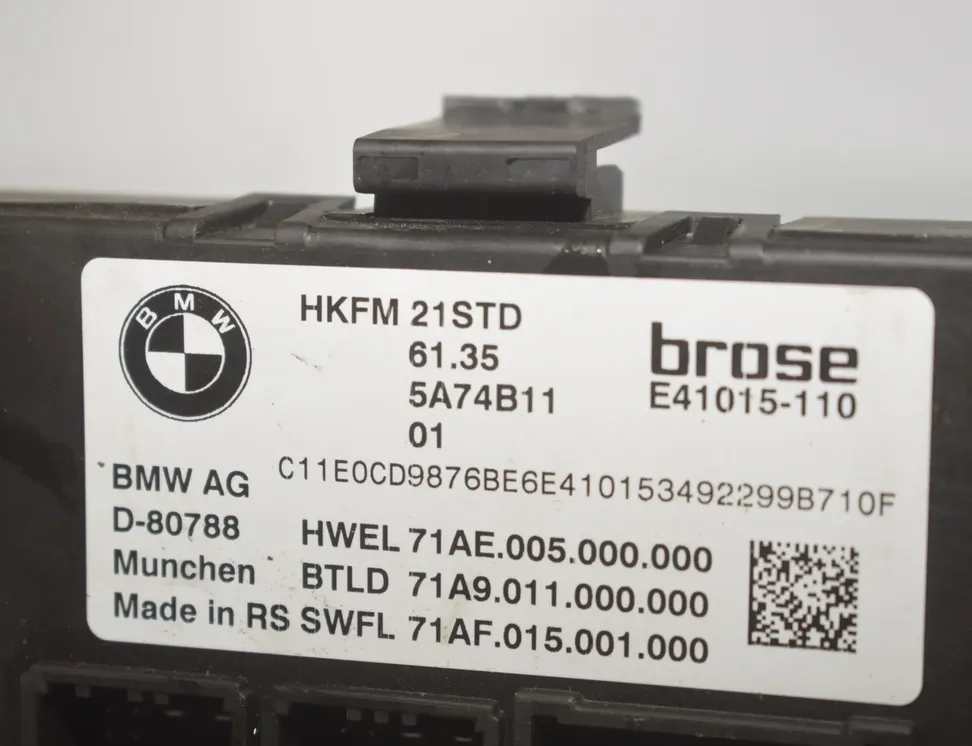 BMW
HKFM 21STD
61.35
5A74B11
01
brose
E41015-110
C11E0CD9876BE6E410153492299B710F
BMW AG
D-80788
Munchen
Made in RS
HWEL 71AE.005.000.000
BTLD 71A9.011.000.000
SWFL 71AF.015.001.000